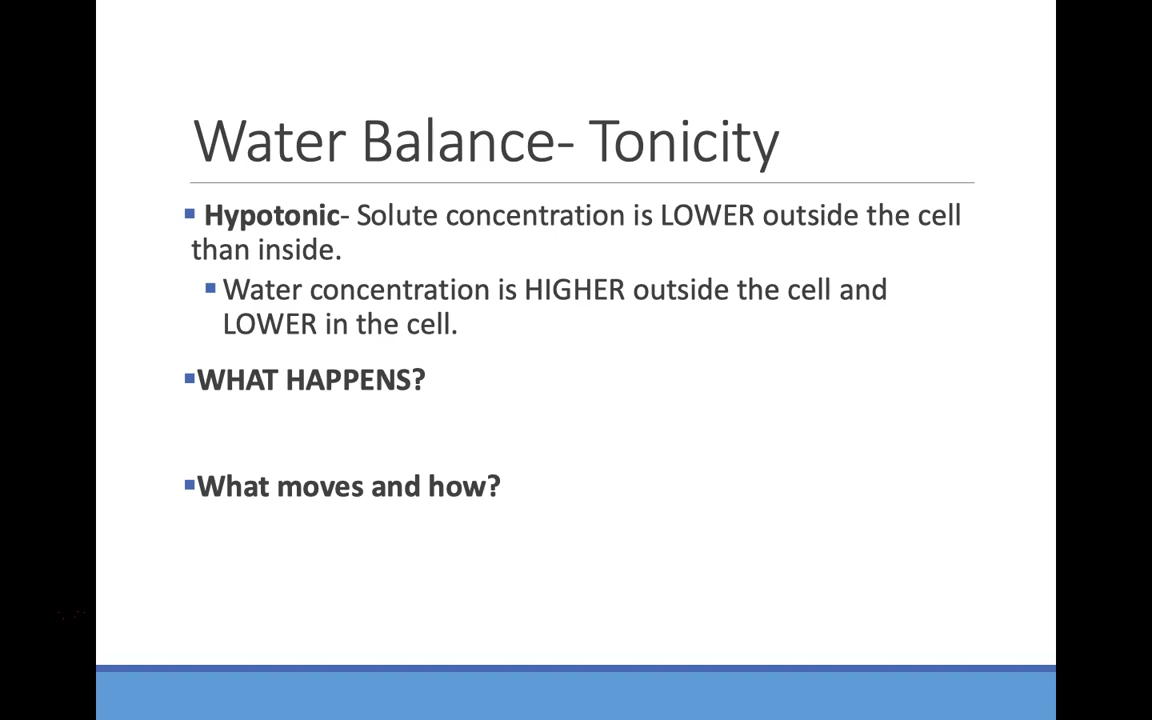 Water Balance- Tonicity
▪ Hypotonic- Solute concentration is LOWER outside the cell
than inside.
▪ Water concentration is HIGHER outside the cell and
LOWER in the cell.
▪WHAT HAPPENS?
▪What moves and how?